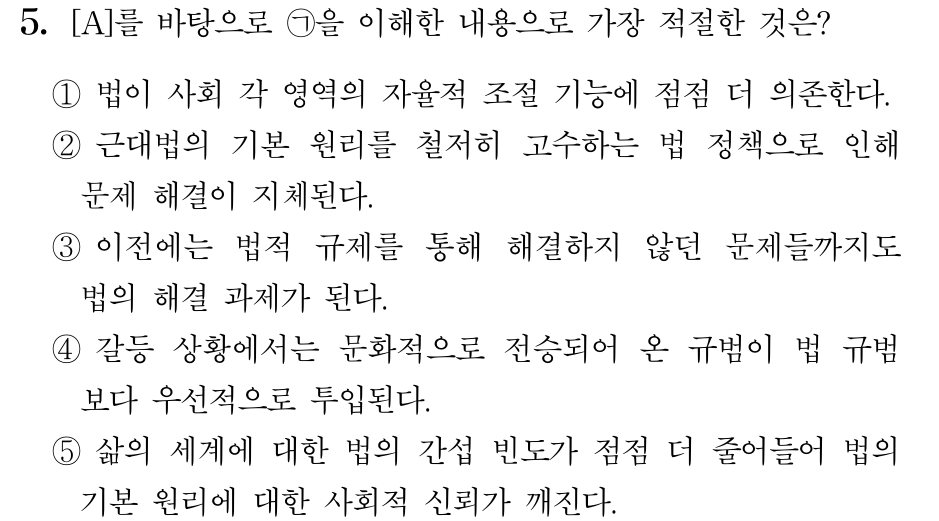 5. [A]를 바탕으로 ㉠을 이해한 내용으로 가장 적절한 것은?
① 법이 사회 각 영역의 자율적 조절 기능에 점점 더 의존한다.
② 근대법의 기본 원리를 철저히 고수하는 법 정책으로 인해
문제 해결이 지체된다.
③ 이전에는 법적 규제를 통해 해결하지 않던 문제들까지도
법의 해결 과제가 된다.
④ 갈등 상황에서는 문화적으로 전승되어 온 규범이 법 규범
보다 우선적으로 투입된다.
⑤ 삶의 세계에 대한 법의 간섭 빈도가 점점 더 줄어들어 법의
기본 원리에 대한 사회적 신뢰가 깨진다.